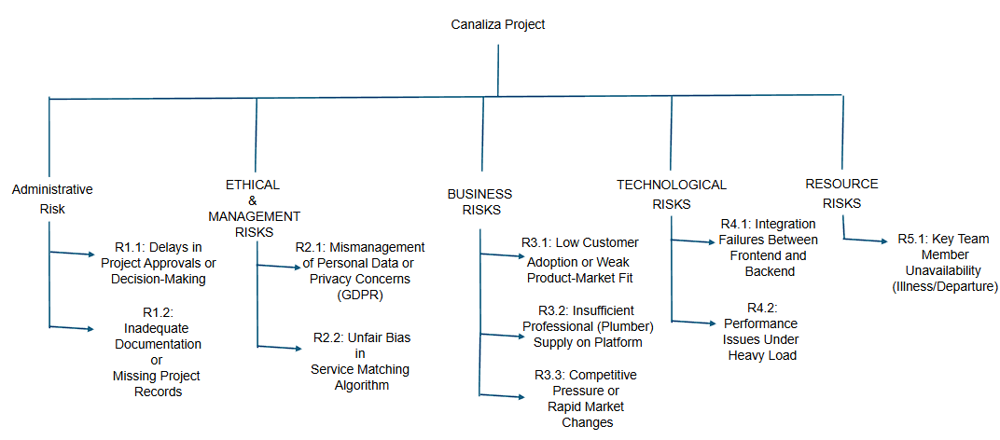 Canaliza Project
Administrative
Risk
R1.1: Delays in
Project Approvals or
Decision-Making
R1.2:
Inadequate
Documentation
or
Missing Project
Records
ETHICAL
&
MANAGEMENT
RISKS
R2.1: Mismanagement
of Personal Data or
Privacy Concerns
(GDPR)
R2.2: Unfair Bias
in
Service Matching
Algorithm
BUSINESS
RISKS
R3.1: Low Customer
Adoption or Weak
Product-Market Fit
R3.2: Insufficient
Professional (Plumber)
Supply on Platform
R3.3: Competitive
Pressure or
Rapid Market
Changes
TECHNOLOGICAL
RISKS
R4.1: Integration
Failures Between
Frontend and
Backend
R4.2:
Performance
Issues Under
Heavy Load
RESOURCE
RISKS
R5.1: Key Team
Member
Unavailability
(Illness/Departure)